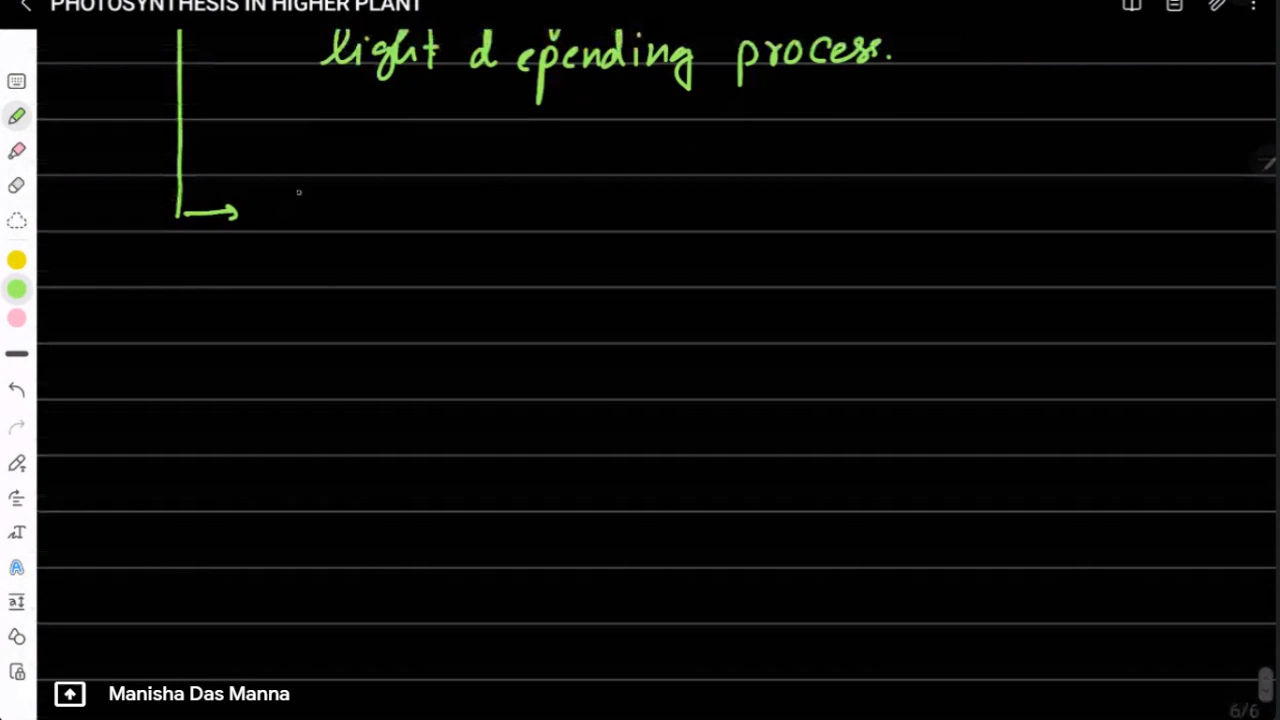 PHOTOSYNTHESIS IN HIGHER PLANT
light depending process.
Manisha Das Manna
6/6